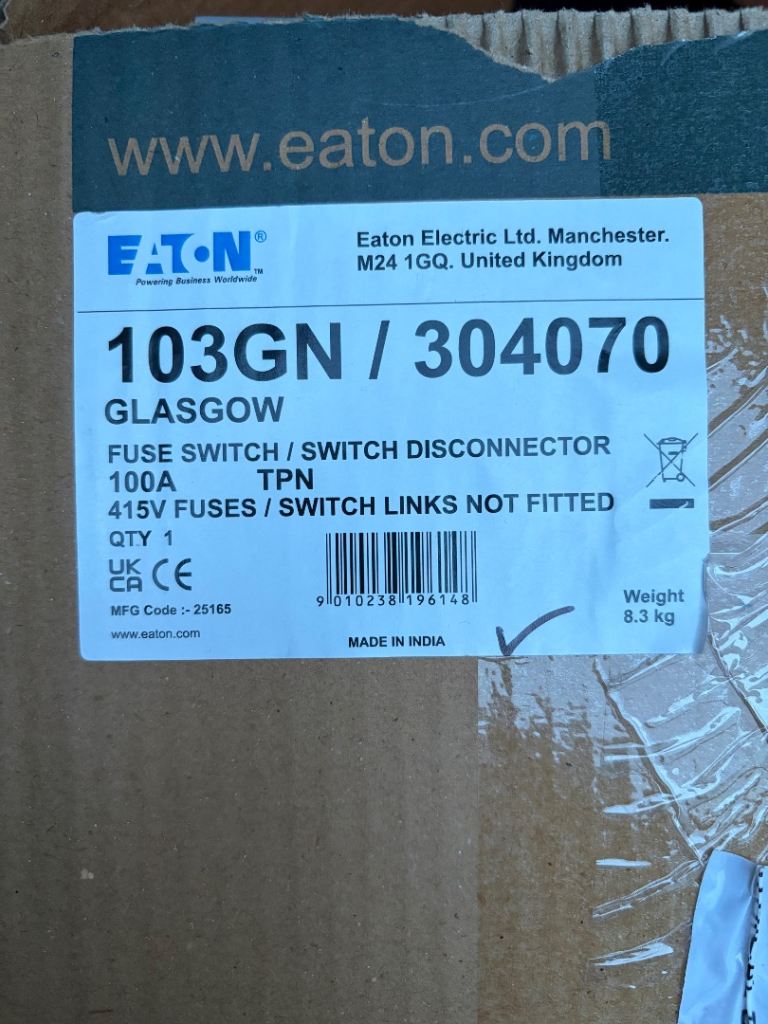 www.eaton.com
EATON®
Powering Business Worldwide™
Eaton Electric Ltd. Manchester.
M24 1GQ. United Kingdom
103GN / 304070
GLASGOW
FUSE SWITCH / SWITCH DISCONNECTOR
100A TPN
415V FUSES / SWITCH LINKS NOT FITTED
QTY 1
UK
CA CE
9 010238 196148
MFG Code :- 25165
www.eaton.com
MADE IN INDIA
Weight
8.3 kg